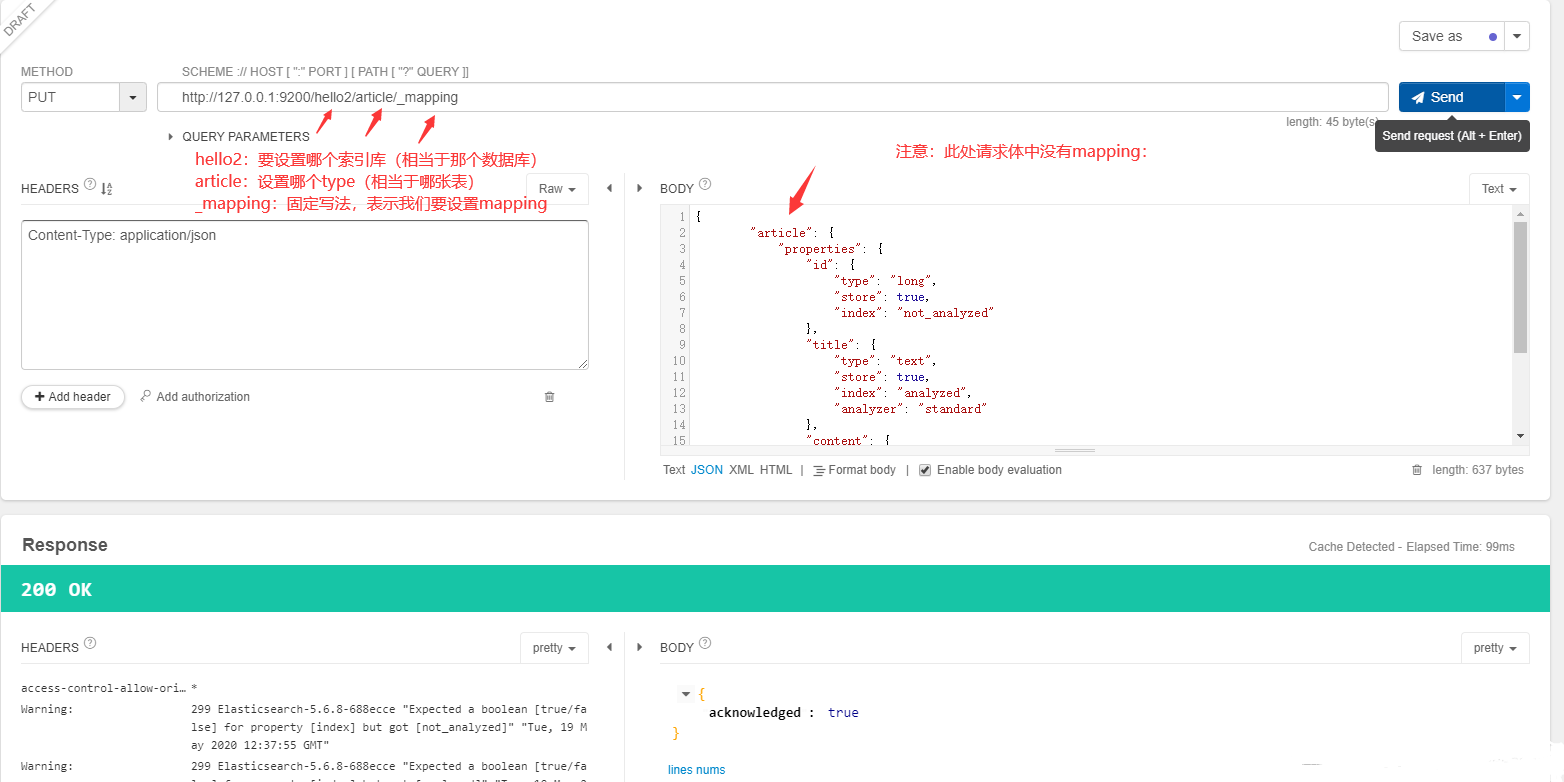 DRAFT
Save as
METHOD
SCHEME :// HOST [ ":" PORT ] [ PATH [ "?" QUERY ]]
PUT
http://127.0.0.1:9200/hello2/article/_mapping
Send
length: 45 byte(s)
Send request (Alt + Enter)
QUERY PARAMETERS
hello2：要设置哪个索引库（相当于那个数据库）
article：设置哪个type（相当于哪张表）
_mapping：固定写法，表示我们要设置mapping
注意：此处请求体中没有mapping：
HEADERS ?
Raw
Content-Type: application/json
+ Add header
Add authorization
BODY ?
Text
1 {
2 "article": {
3 "properties": {
4 "id": {
5 "type": "long",
6 "store": true,
7 "index": "not_analyzed"
8 },
9 "title": {
10 "type": "text",
11 "store": true,
12 "index": "analyzed",
13 "analyzer": "standard"
14 },
15 "content": {
Text JSON XML HTML | Format body | Enable body evaluation
length: 637 bytes
Response
Cache Detected - Elapsed Time: 99ms
200 OK
HEADERS ?
pretty
access-control-allow-ori… *
Warning: 299 Elasticsearch-5.6.8-688ecce "Expected a boolean [true/fa
lse] for property [index] but got [not_analyzed]" "Tue, 19 M
ay 2020 12:37:55 GMT"
Warning: 299 Elasticsearch-5.6.8-688ecce "Expected a boolean [true/fa
BODY ?
pretty
{
acknowledged : true
}
lines nums